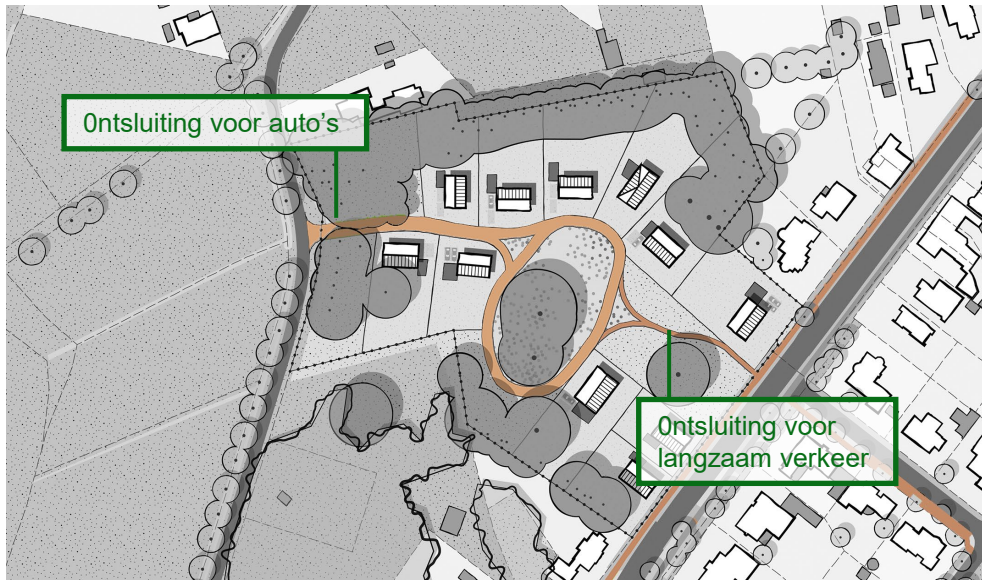 0ntsluiting voor auto's
0ntsluiting voor
langzaam verkeer